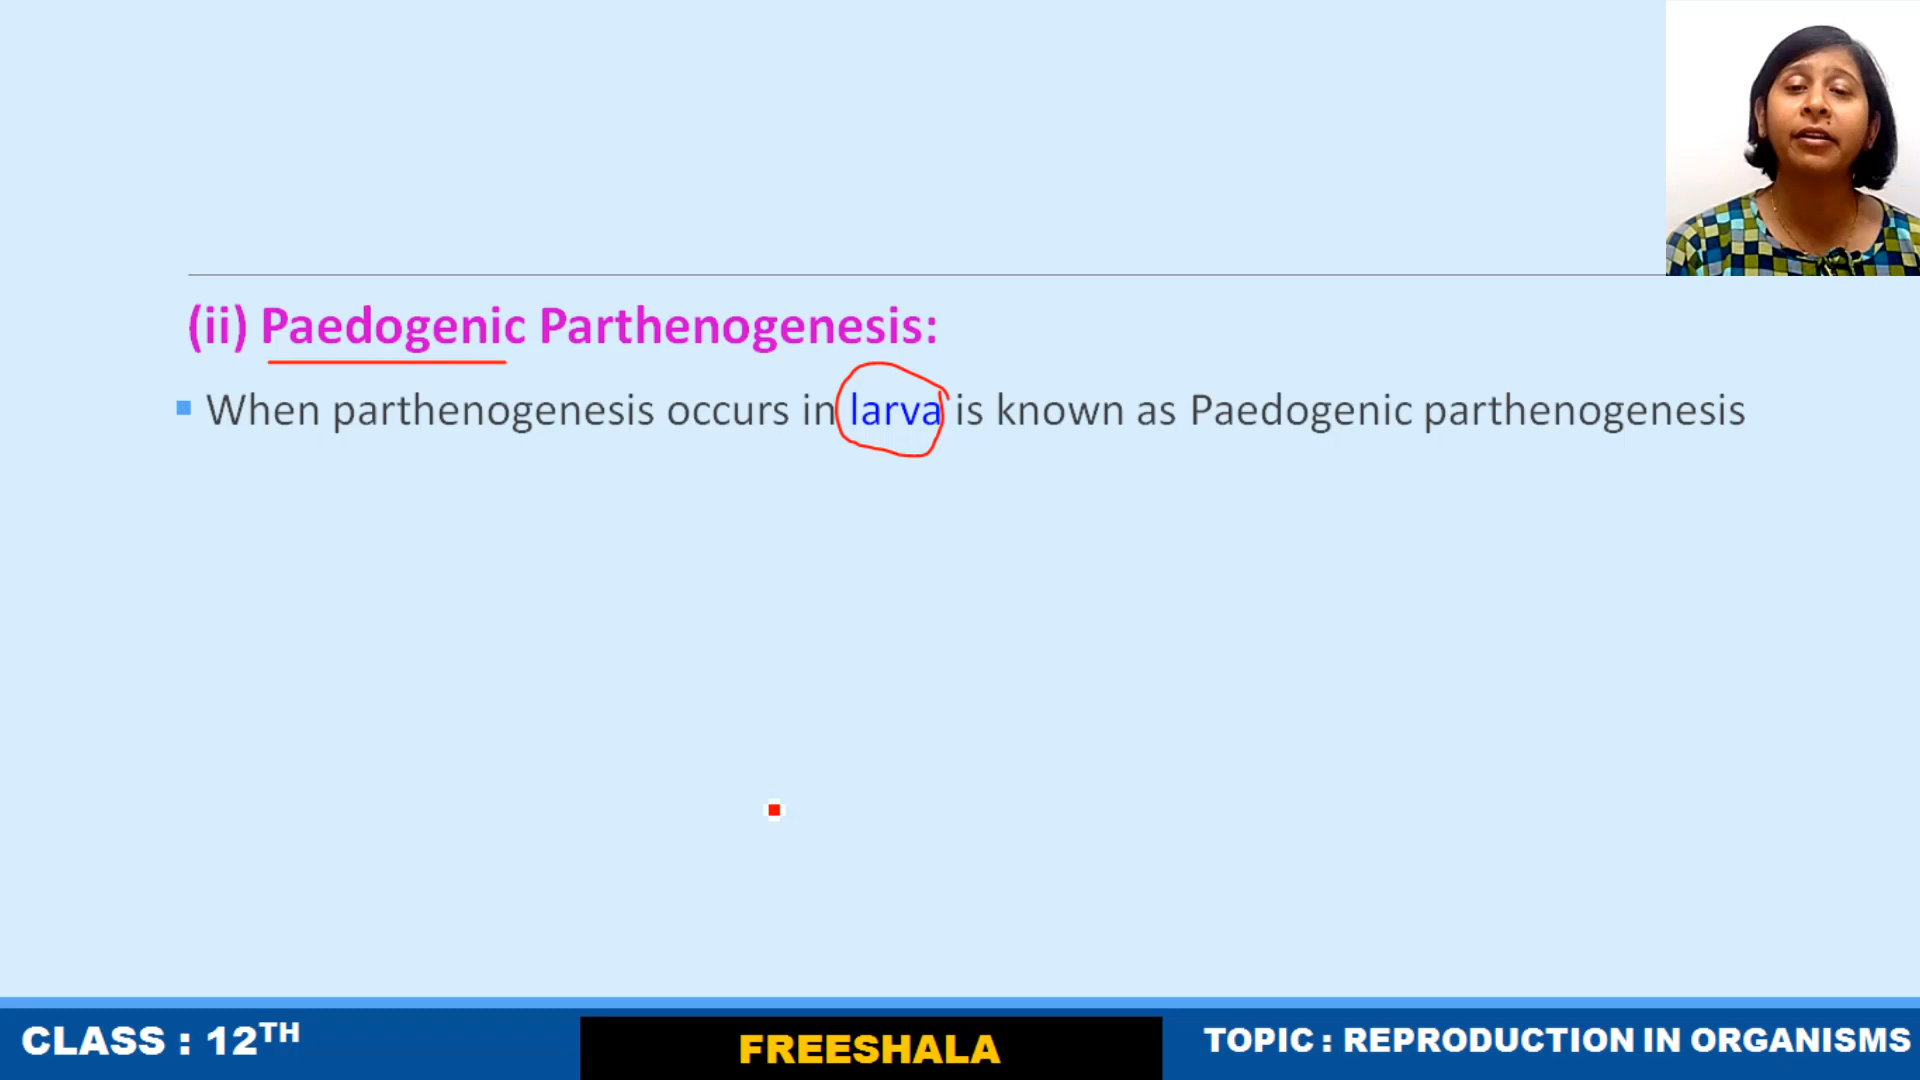 (ii) Paedogenic Parthenogenesis:
When parthenogenesis occurs in larva is known as Paedogenic parthenogenesis
CLASS : 12TH
FREESHALA
TOPIC : REPRODUCTION IN ORGANISMS